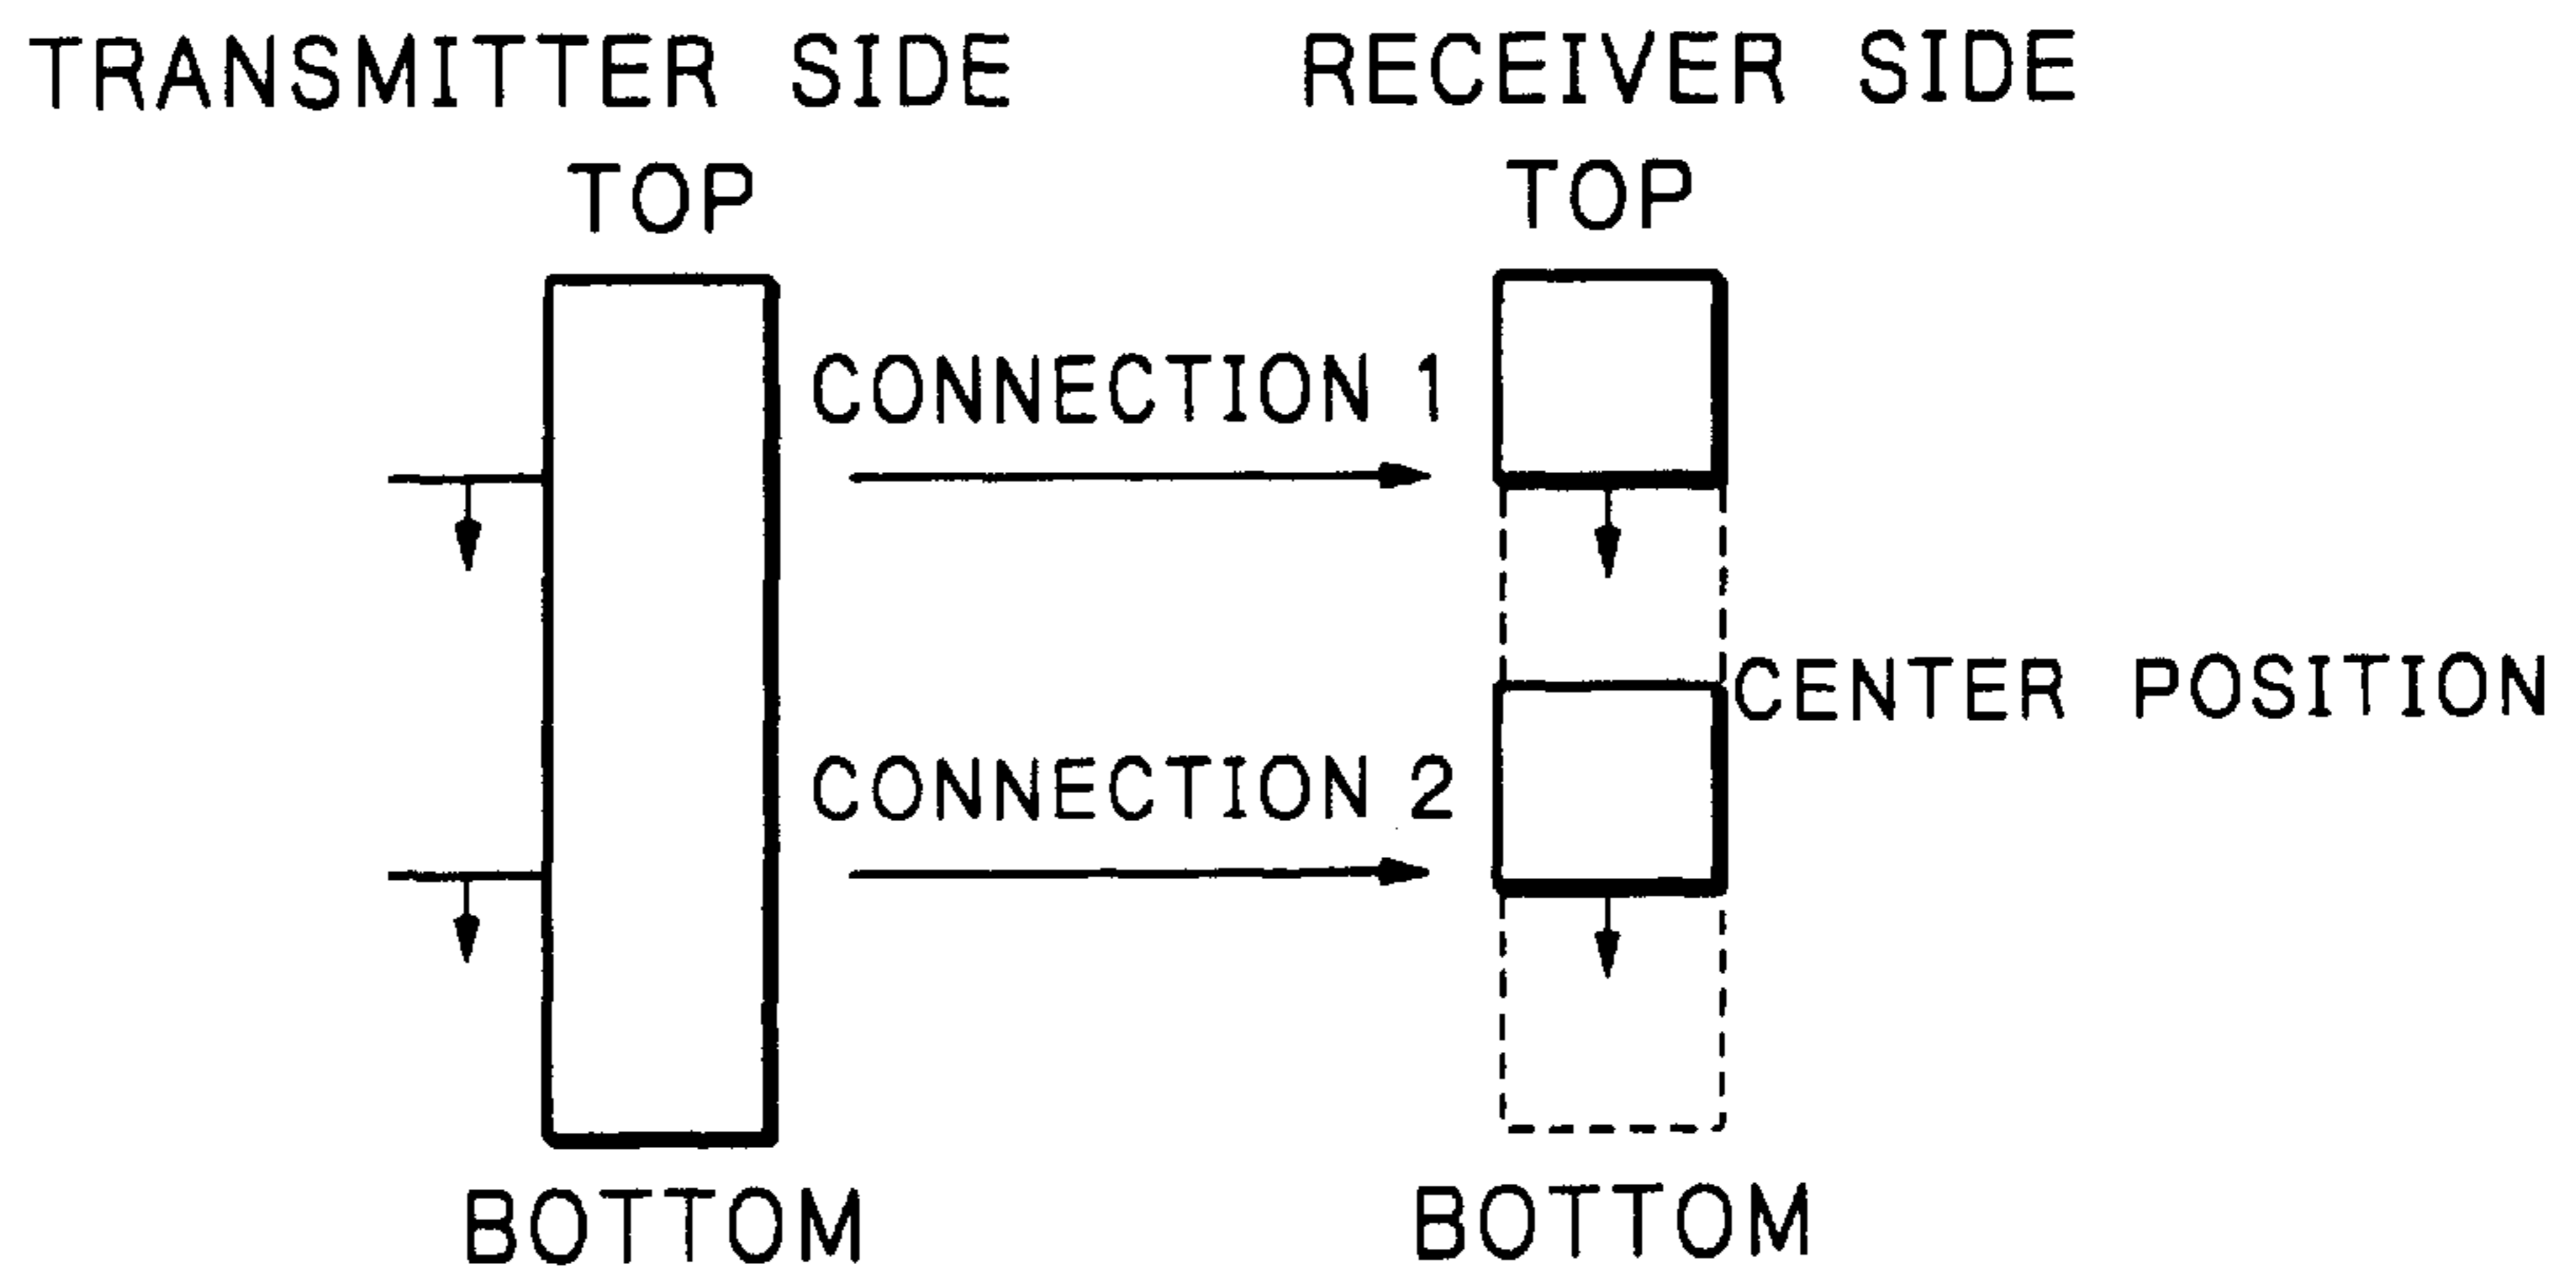 TRANSMITTER SIDE
RECEIVER SIDE
TOP
TOP
CONNECTION 1
CENTER POSITION
CONNECTION 2
BOTTOM
BOTTOM